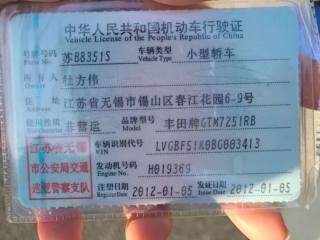 中华人民共和国机动车行驶证
Vehicle License of the People's Republic of China
号牌号码 苏B8351S 车辆类型 小型轿车
Plate No. Vehicle Type
所有人 杜方伟
住址 江苏省无锡市锡山区春江花园6-9号
使用性质 非营运 品牌型号 丰田牌GTM7251RB
Use Character Model
江苏省无锡 车辆识别代号 LVGBF51K0BG003413
VIN
市公安局交通 发动机号码 H019369
Engine No.
巡逻警察支队 注册日期 2012-01-05 发证日期 2012-01-05
Register Date Issue Date